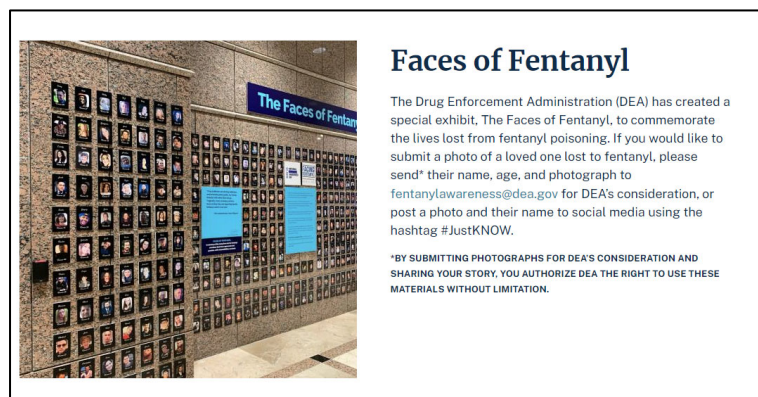 The Faces of Fentanyl
Faces of Fentanyl
The Drug Enforcement Administration (DEA) has created a
special exhibit, The Faces of Fentanyl, to commemorate
the lives lost from fentanyl poisoning. If you would like to
submit a photo of a loved one lost to fentanyl, please
send* their name, age, and photograph to
fentanylawareness@dea.gov for DEA's consideration, or
post a photo and their name to social media using the
hashtag #JustKNOW.
*BY SUBMITTING PHOTOGRAPHS FOR DEA'S CONSIDERATION AND
SHARING YOUR STORY, YOU AUTHORIZE DEA THE RIGHT TO USE THESE
MATERIALS WITHOUT LIMITATION.